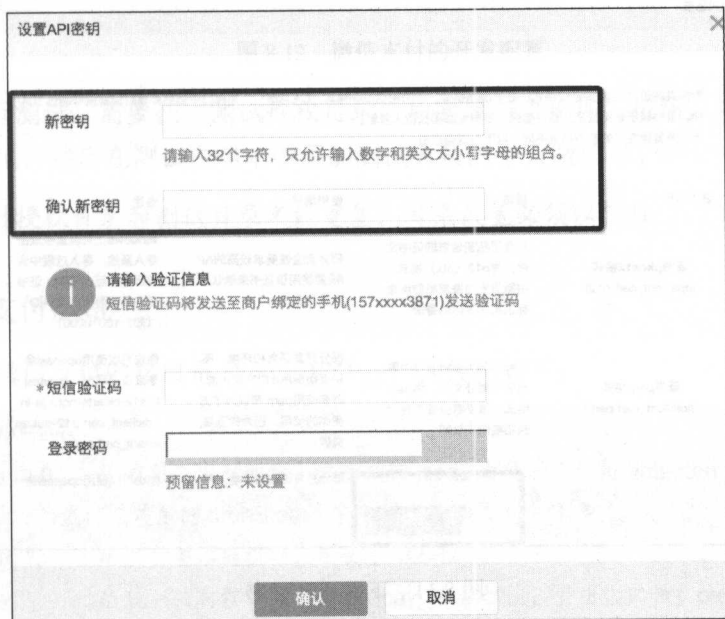 设置API密钥
新密钥
请输入32个字符，只允许输入数字和英文大小写字母的组合。
确认新密钥
请输入验证信息
短信验证码将发送至商户绑定的手机(157xxxx3871)发送验证码
*短信验证码
登录密码
预留信息：未设置
确认
取消